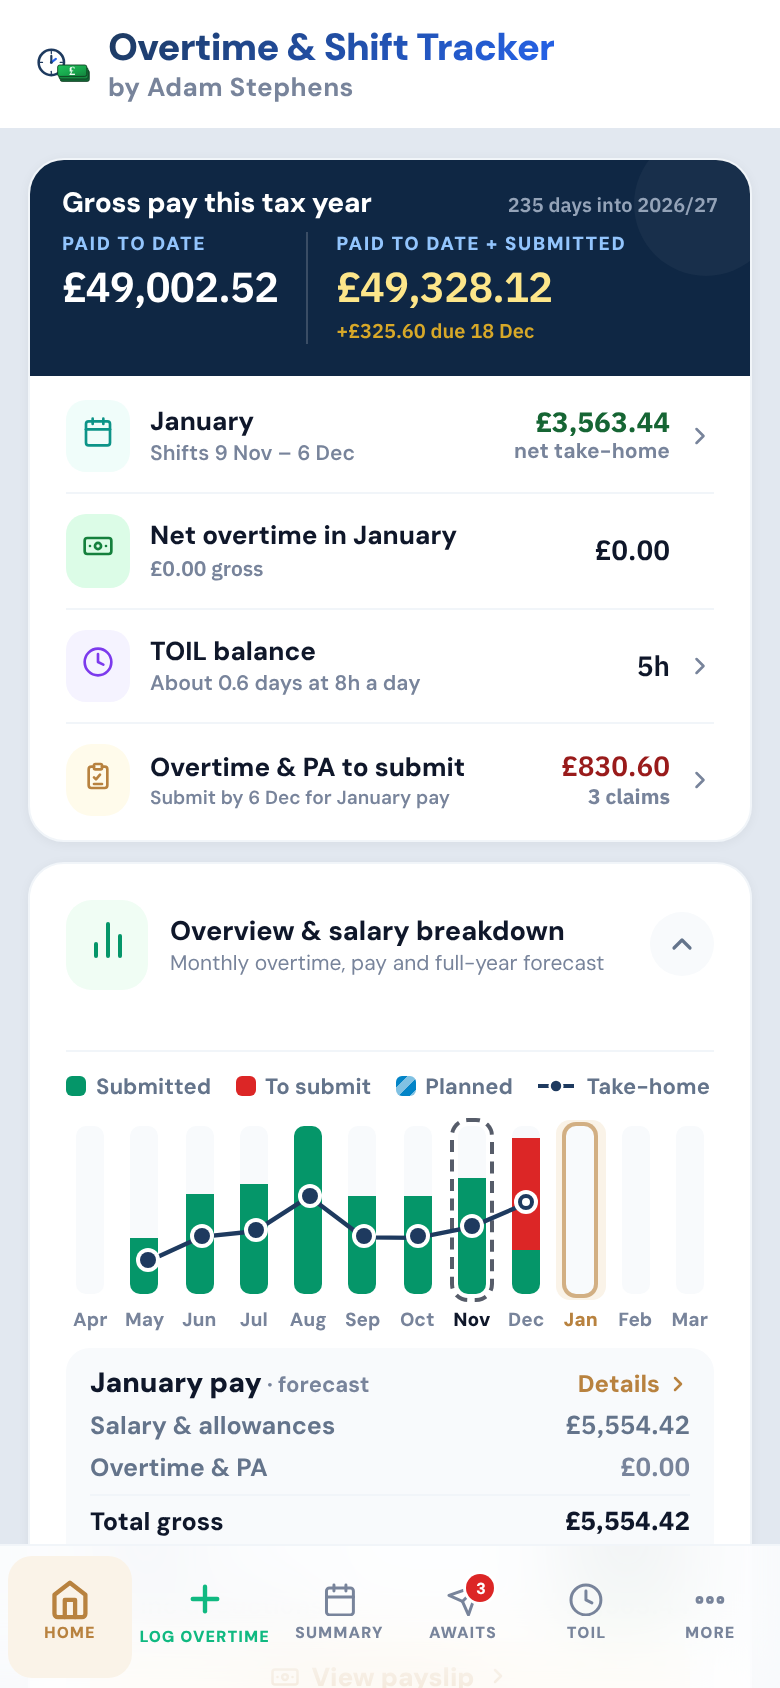 Overtime & Shift Tracker
by Adam Stephens
£
Gross pay this tax year
235 days into 2026/27
PAID TO DATE
PAID TO DATE + SUBMITTED
£49,002.52
£49,328.12
+£325.60 due 18 Dec
January
£3,563.44
Shifts 9 Nov – 6 Dec
net take-home
Net overtime in January
£0.00
£0.00 gross
TOIL balance
5h
About 0.6 days at 8h a day
Overtime & PA to submit
£830.60
Submit by 6 Dec for January pay
3 claims
Overview & salary breakdown
Monthly overtime, pay and full-year forecast
Submitted
To submit
Planned
Take-home
Apr May Jun Jul Aug Sep Oct Nov Dec Jan Feb Mar
January pay · forecast
Details
Salary & allowances
£5,554.42
Overtime & PA
£0.00
Total gross
£5,554.42
3
HOME
LOG OVERTIME
SUMMARY
AWAITS
TOIL
MORE
View payslip